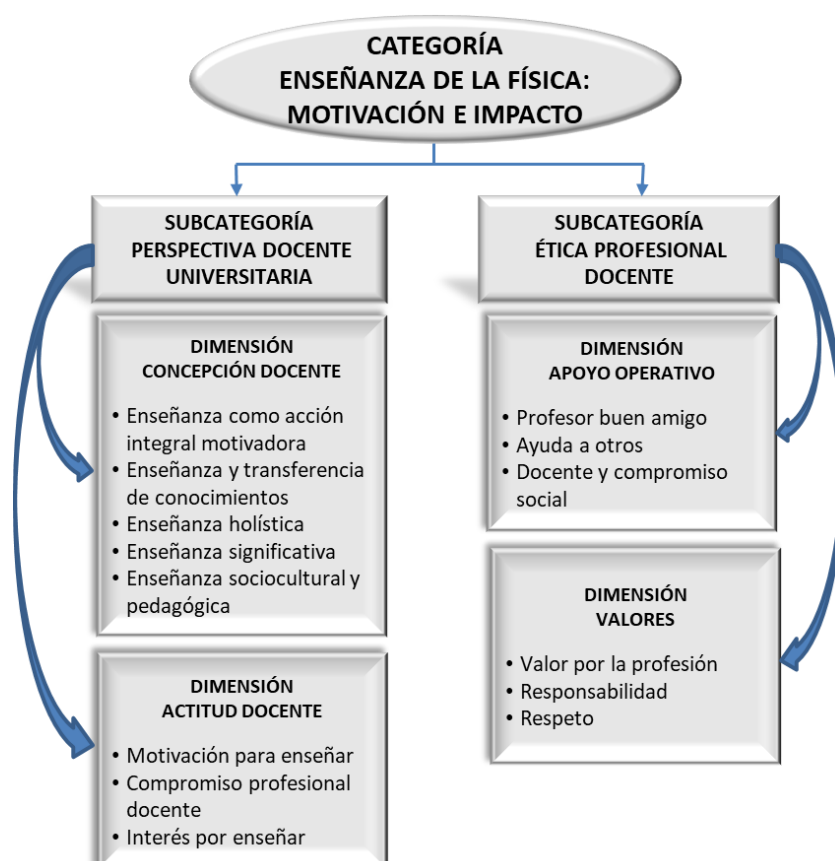 CATEGORÍA
ENSEÑANZA DE LA FÍSICA:
MOTIVACIÓN E IMPACTO
SUBCATEGORÍA
PERSPECTIVA DOCENTE
UNIVERSITARIA
DIMENSIÓN
CONCEPCIÓN DOCENTE
• Enseñanza como acción
integral motivadora
• Enseñanza y transferencia
de conocimientos
• Enseñanza holística
• Enseñanza significativa
• Enseñanza sociocultural y
pedagógica
DIMENSIÓN
ACTITUD DOCENTE
• Motivación para enseñar
• Compromiso profesional
docente
• Interés por enseñar
SUBCATEGORÍA
ÉTICA PROFESIONAL
DOCENTE
DIMENSIÓN
APOYO OPERATIVO
• Profesor buen amigo
• Ayuda a otros
• Docente y compromiso
social
DIMENSIÓN
VALORES
• Valor por la profesión
• Responsabilidad
• Respeto